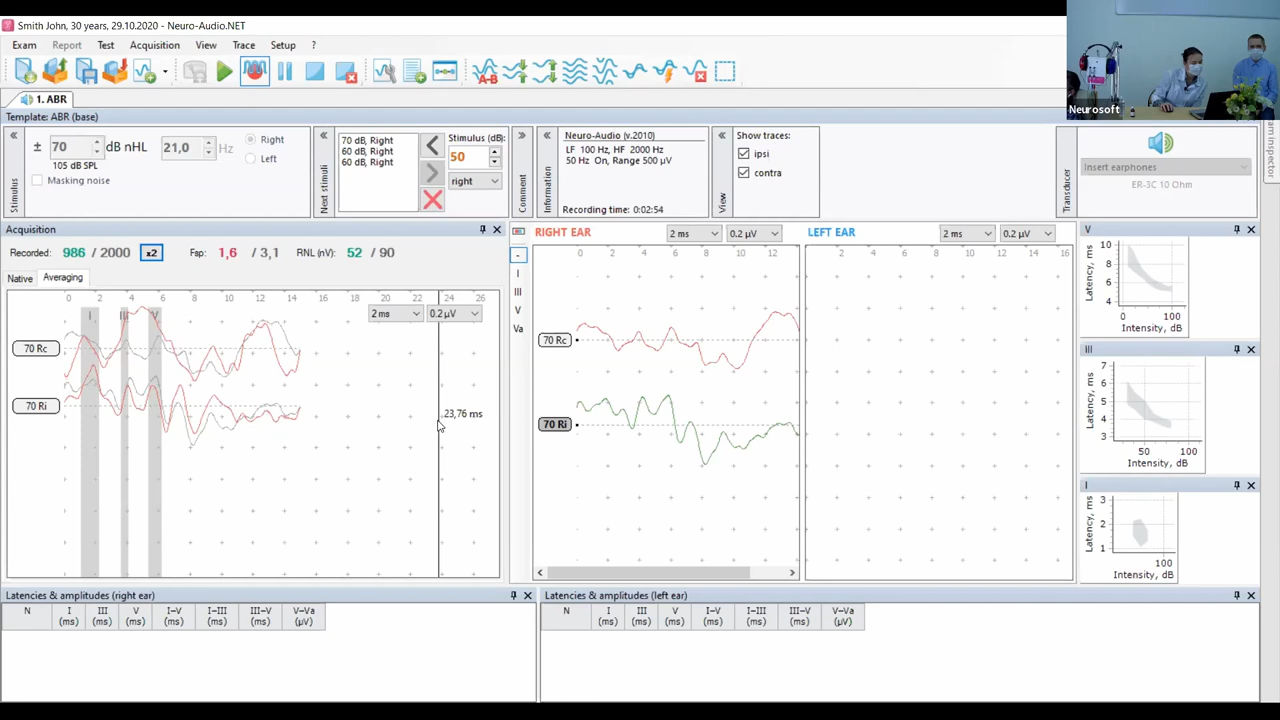 Smith John, 30 years, 29.10.2020 - Neuro-Audio.NET
Exam Report Test Acquisition View Trace Setup ?
A-B
Neurosoft
1. ABR
Template: ABR (base)
Stimulus
± 70 dB nHL 21,0 Hz
105 dB SPL
Masking noise
Right
Left
Next stimuli
70 dB, Right
60 dB, Right
60 dB, Right
Stimulus (dB):
50
right
Comment
Information
Neuro-Audio (v.2010)
LF 100 Hz, HF 2000 Hz
50 Hz On, Range 500 µV
Recording time: 0:02:54
View
Show traces:
ipsi
contra
Transducer
Insert earphones
ER-3C 10 Ohm
Exam inspector
Acquisition
Recorded: 986 / 2000 x2 Fsp: 1,6 / 3,1 RNL (nV): 52 / 90
Native Averaging
0 2 4 6 8 10 12 14 24 26
2 ms 0.2 µV
I III V
70 Rc
70 Ri
23,76 ms
-
I
III
V
Va
RIGHT EAR 2 ms 0.2 µV
0 2 4 6 8 10 12
70 Rc
70 Ri
LEFT EAR 2 ms 0.2 µV
0 2 4 6 8 10 12 14 16
V
Latency, ms
10
8
6
4
0 100
Intensity, dB
III
Latency, ms
7
6
5
4
3
50 100
Intensity, dB
I
Latency, ms
3
2
1
100
Intensity, dB
Latencies & amplitudes (right ear)
N I (ms) III (ms) V (ms) I-V (ms) I-III (ms) III-V (ms) V-Va (µV)
Latencies & amplitudes (left ear)
N I (ms) III (ms) V (ms) I-V (ms) I-III (ms) III-V (ms) V-Va (µV)